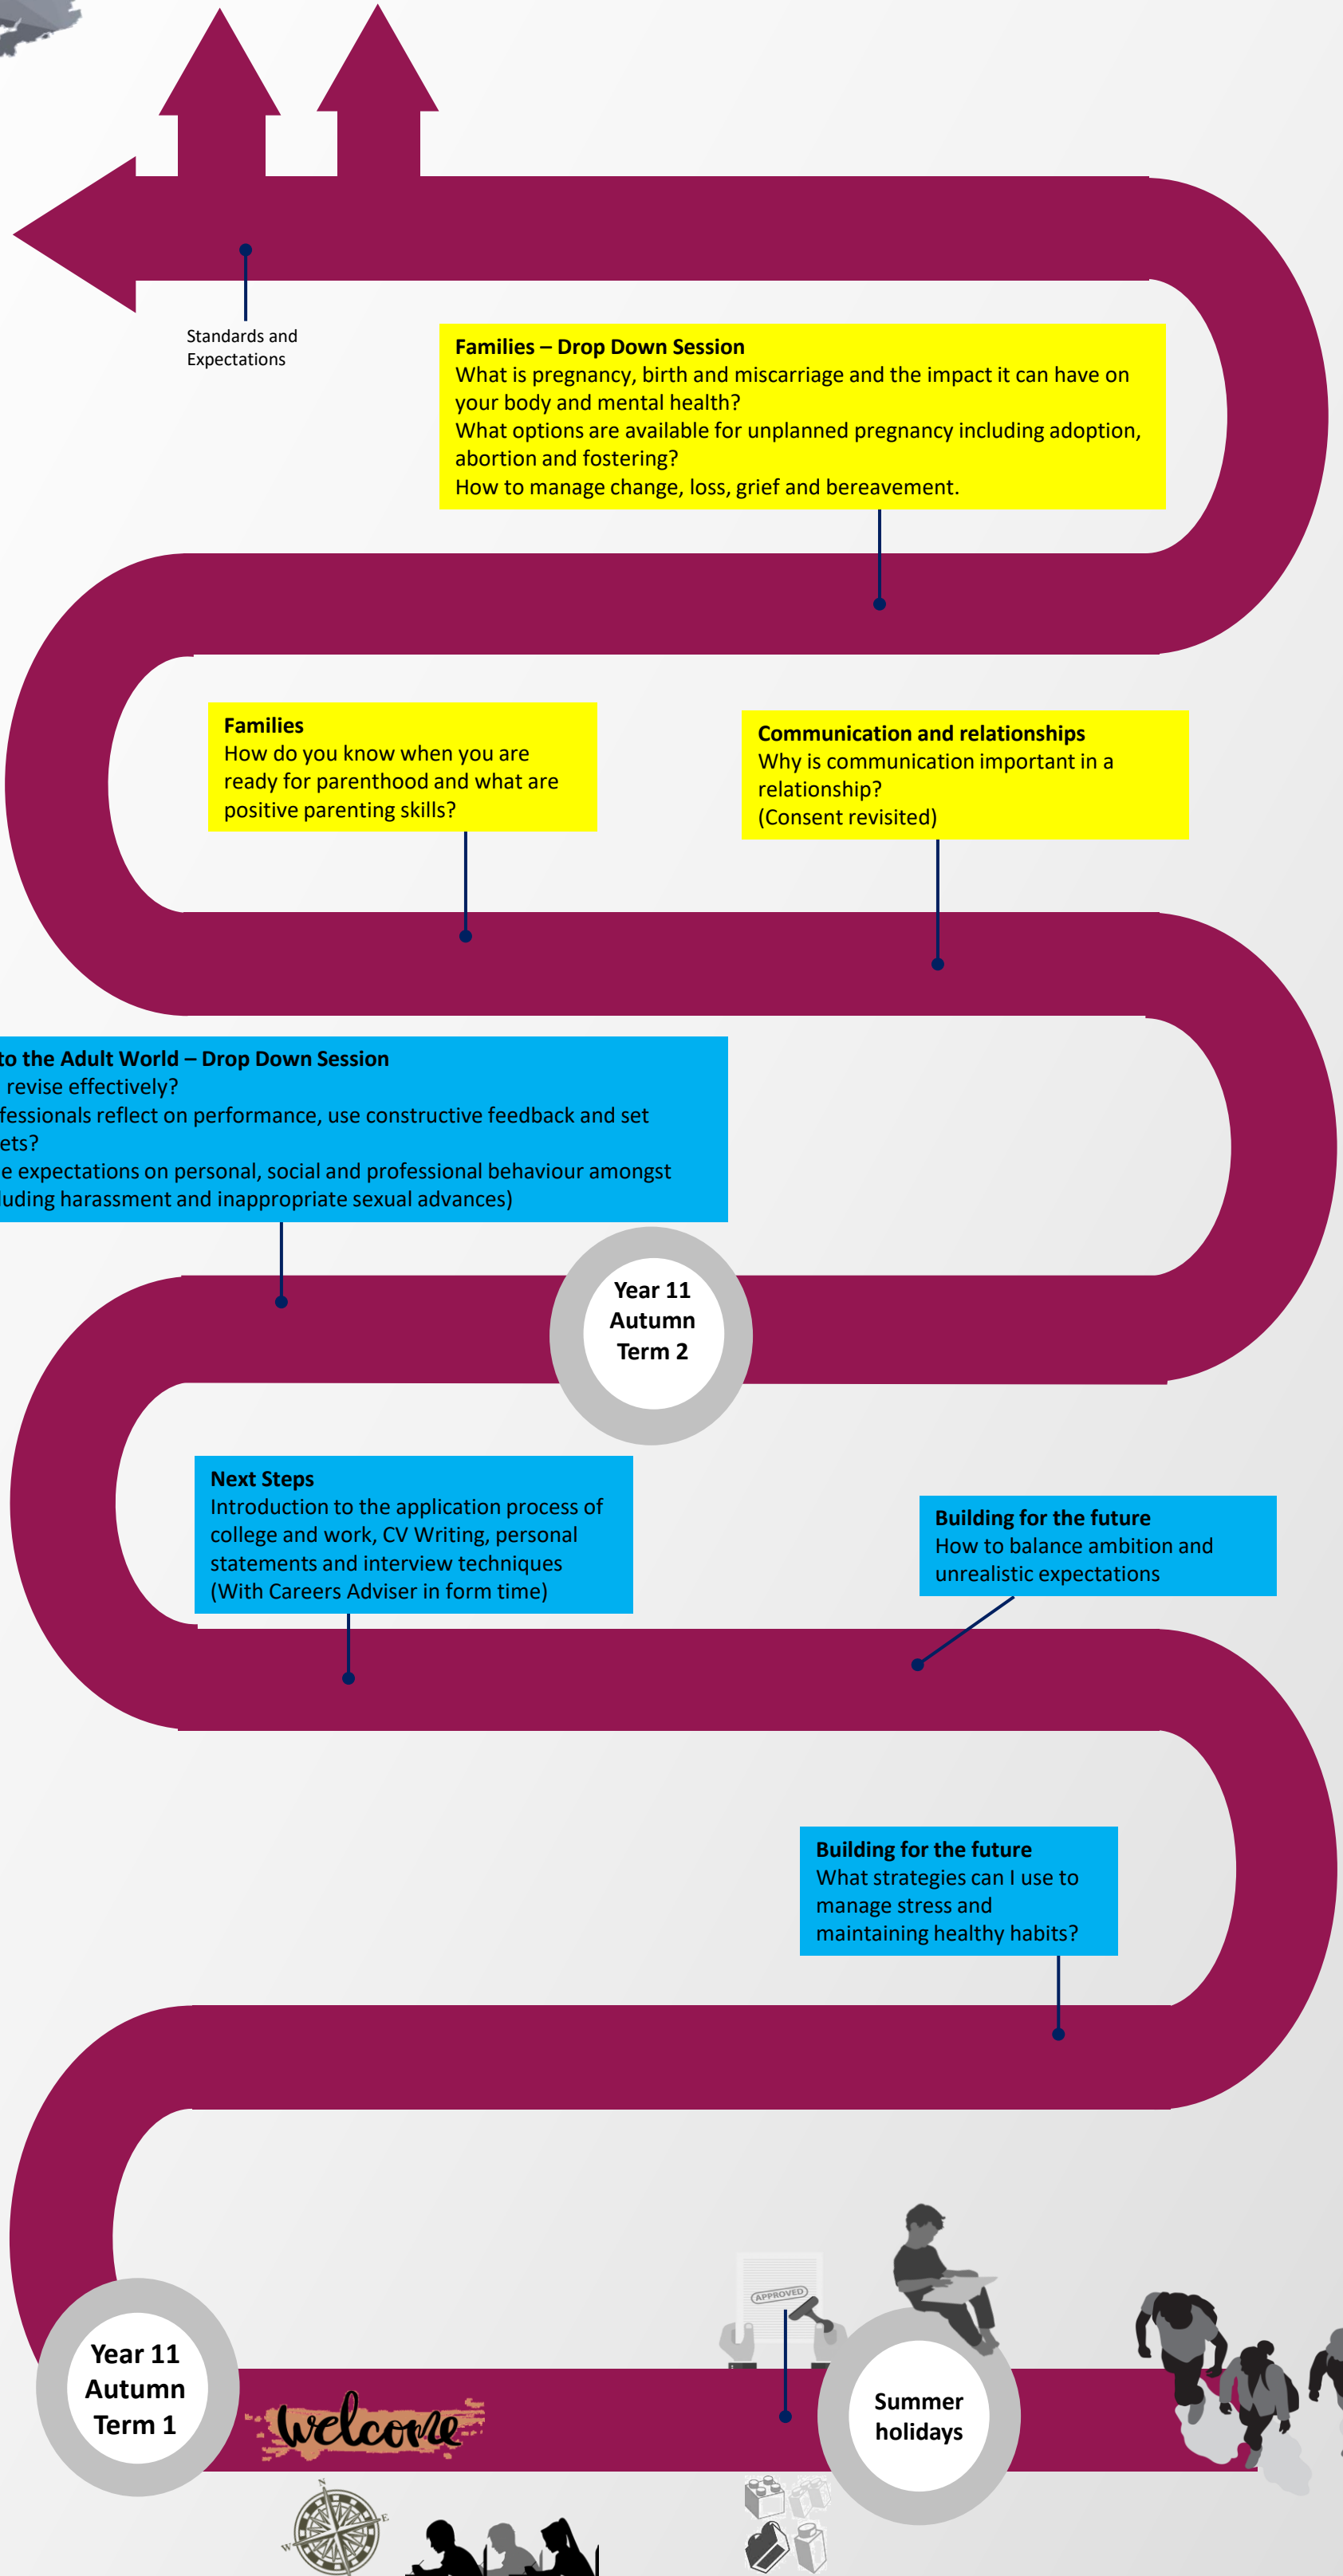 Standards and
Expectations
Families – Drop Down Session
What is pregnancy, birth and miscarriage and the impact it can have on
your body and mental health?
What options are available for unplanned pregnancy including adoption,
abortion and fostering?
How to manage change, loss, grief and bereavement.
Families
How do you know when you are
ready for parenthood and what are
positive parenting skills?
Communication and relationships
Why is communication important in a
relationship?
(Consent revisited)
to the Adult World – Drop Down Session
revise effectively?
fessionals reflect on performance, use constructive feedback and set
ets?
e expectations on personal, social and professional behaviour amongst
luding harassment and inappropriate sexual advances)
Year 11
Autumn
Term 2
Next Steps
Introduction to the application process of
college and work, CV Writing, personal
statements and interview techniques
(With Careers Adviser in form time)
Building for the future
How to balance ambition and
unrealistic expectations
Building for the future
What strategies can I use to
manage stress and
maintaining healthy habits?
APPROVED
Year 11
Autumn
Term 1
welcome
Summer
holidays
N
E
W